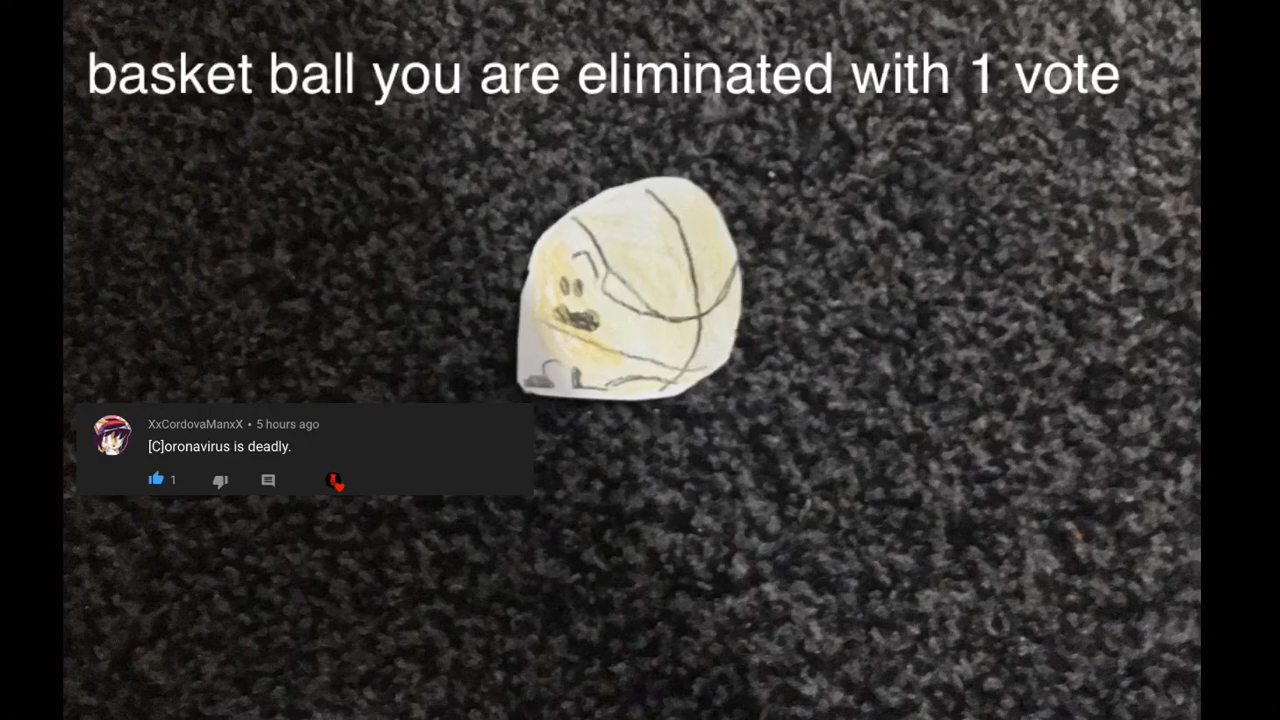 basket ball you are eliminated with 1 vote
XxCordovaManxX • 5 hours ago
[C]oronavirus is deadly.
1